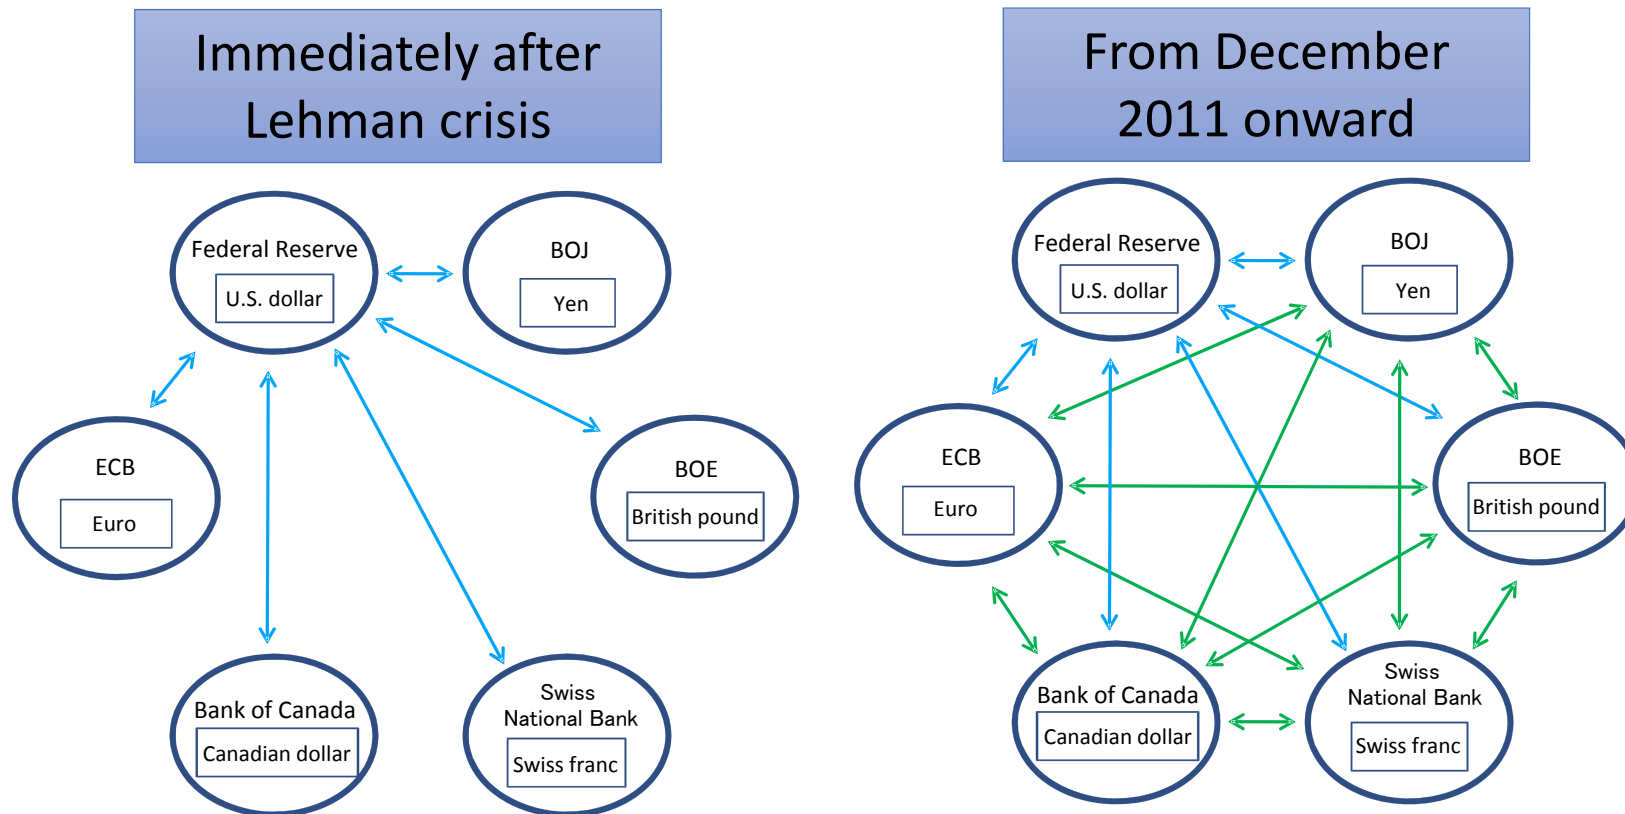 Immediately after
Lehman crisis
Federal Reserve
U.S. dollar
BOJ
Yen
ECB
Euro
BOE
British pound
Bank of Canada
Canadian dollar
Swiss
National Bank
Swiss franc
From December
2011 onward
Federal Reserve
U.S. dollar
BOJ
Yen
ECB
Euro
BOE
British pound
Bank of Canada
Canadian dollar
Swiss
National Bank
Swiss franc